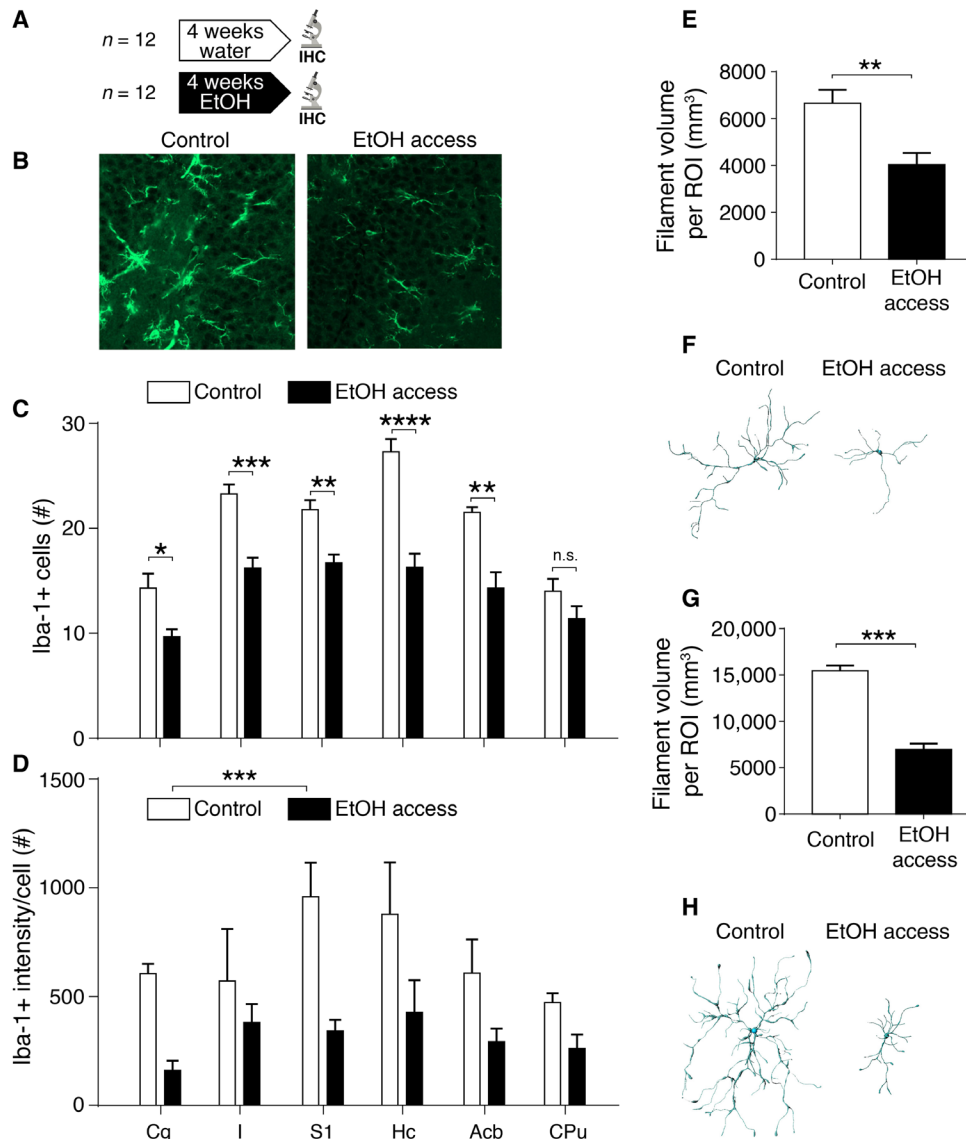 A
n = 12
4 weeks
water
IHC
n = 12
4 weeks
EtOH
IHC
B
Control
EtOH access
C
Control
EtOH access
Iba-1+ cells (#)
30
20
10
0
*
***
**
****
**
n.s.
D
Control
EtOH access
Iba-1+ intensity/cell (#)
1500
1000
500
0
***
Cg
I
S1
Hc
Acb
CPu
E
Filament volume
per ROI (mm³)
8000
6000
4000
2000
0
**
Control
EtOH
access
F
Control
EtOH access
G
Filament volume
per ROI (mm³)
20,000
15,000
10,000
5000
0
***
Control
EtOH
access
H
Control
EtOH access